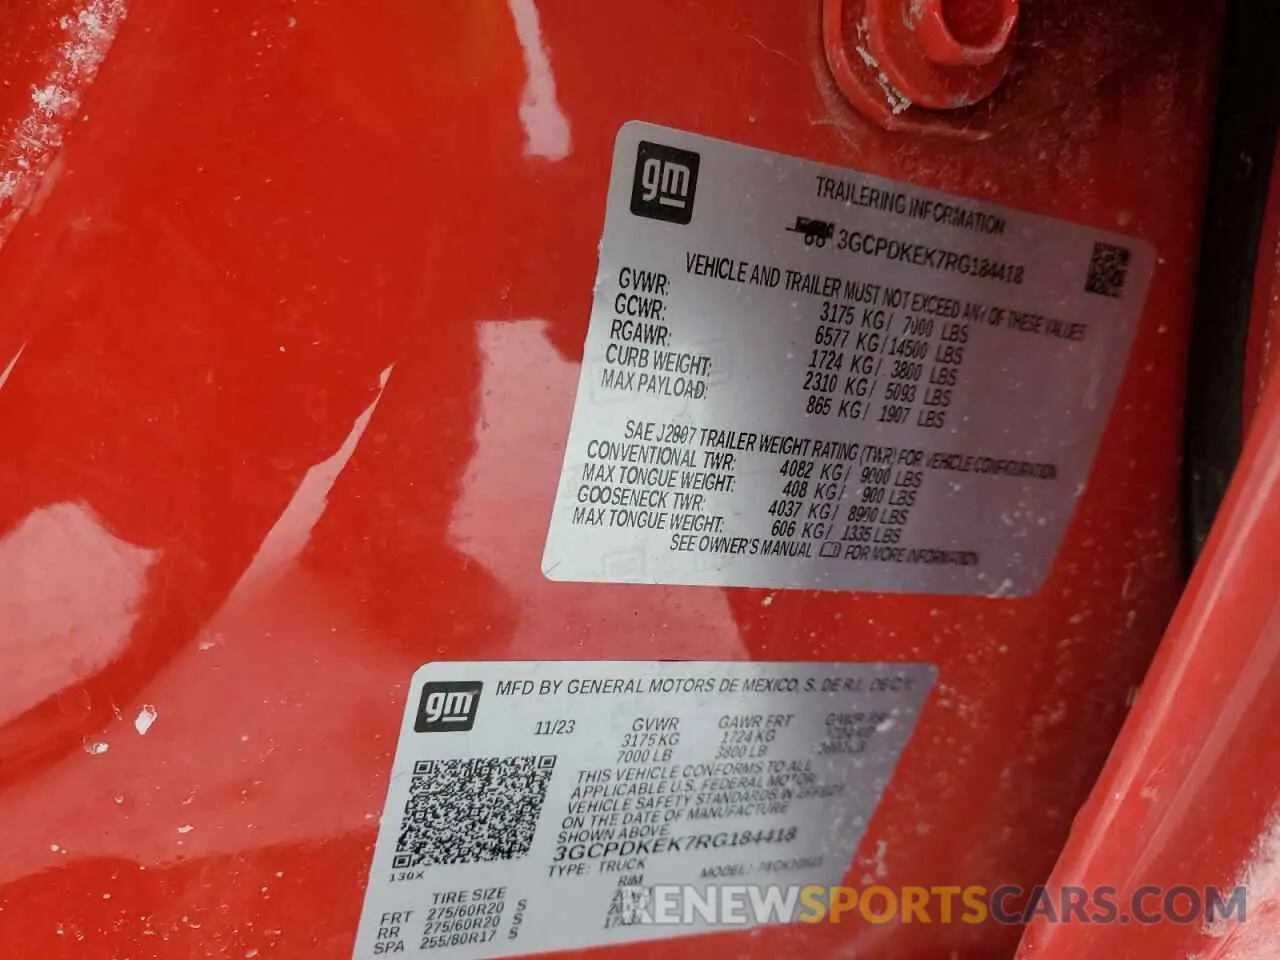 gm
TRAILERING INFORMATION
3GCPDKEK7RG184418
VEHICLE AND TRAILER MUST NOT EXCEED ANY OF THESE VALUES
GVWR: 3175 KG/ 7000 LBS
GCWR: 6577 KG/14500 LBS
RGAWR: 1724 KG/ 3800 LBS
CURB WEIGHT: 2310 KG/ 5093 LBS
MAX PAYLOAD: 865 KG/ 1907 LBS
SAE J2807 TRAILER WEIGHT RATING (TWR) FOR VEHICLE CONFIGURATION
CONVENTIONAL TWR: 4082 KG/ 9000 LBS
MAX TONGUE WEIGHT: 408 KG/ 900 LBS
GOOSENECK TWR: 4037 KG/ 8900 LBS
MAX TONGUE WEIGHT: 606 KG/ 1335 LBS
SEE OWNER'S MANUAL FOR MORE INFORMATION
gm
MFD BY GENERAL MOTORS DE MEXICO, S. DE R.L. DE C.V.
11/23 GVWR GAWR FRT GAWR RR
3175 KG 1724 KG
7000 LB 3800 LB 3800 LB
THIS VEHICLE CONFORMS TO ALL
APPLICABLE U.S. FEDERAL MOTOR
VEHICLE SAFETY STANDARDS IN EFFECT
ON THE DATE OF MANUFACTURE
SHOWN ABOVE
3GCPDKEK7RG184418
130X
TYPE: TRUCK MODEL:
TIRE SIZE RIM
FRT 275/60R20 S
RR 275/60R20 S
SPA 255/80R17 S
RENEWSPORTSCARS.COM